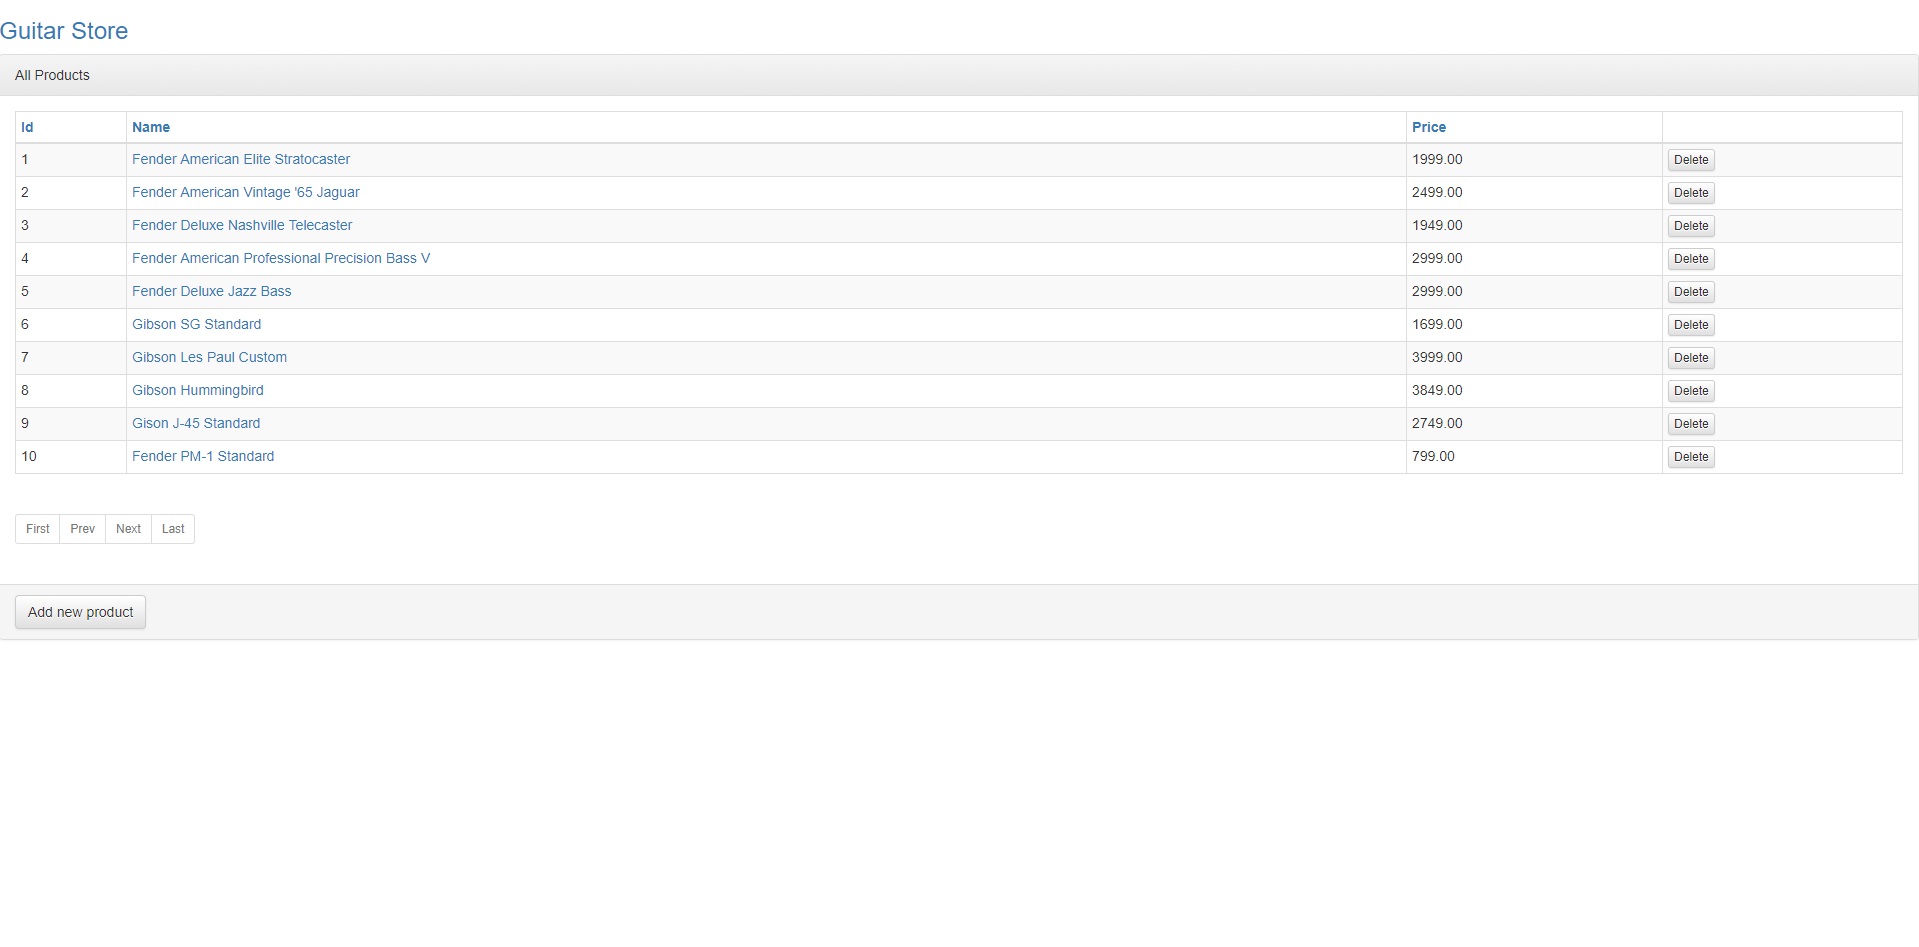 Guitar Store
All Products
Id Name Price
1 Fender American Elite Stratocaster 1999.00 Delete
2 Fender American Vintage '65 Jaguar 2499.00 Delete
3 Fender Deluxe Nashville Telecaster 1949.00 Delete
4 Fender American Professional Precision Bass V 2999.00 Delete
5 Fender Deluxe Jazz Bass 2999.00 Delete
6 Gibson SG Standard 1699.00 Delete
7 Gibson Les Paul Custom 3999.00 Delete
8 Gibson Hummingbird 3849.00 Delete
9 Gison J-45 Standard 2749.00 Delete
10 Fender PM-1 Standard 799.00 Delete
First Prev Next Last
Add new product